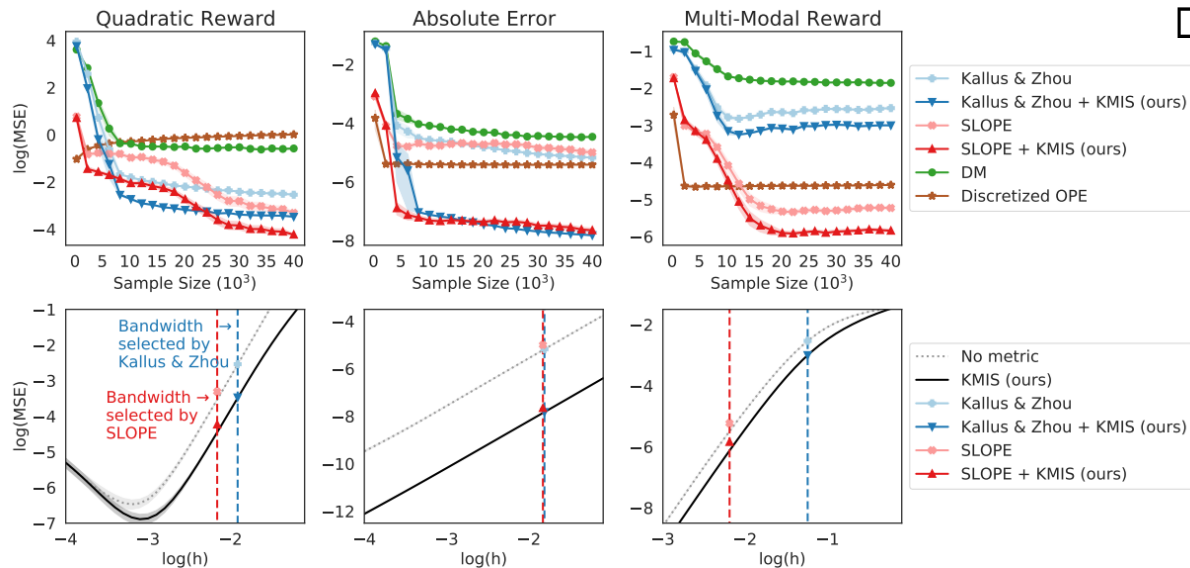 Quadratic Reward
Absolute Error
Multi-Modal Reward
log(MSE)
4
2
0
−2
−4
0 5 10 15 20 25 30 35 40
Sample Size (10³)
−2
−4
−6
−8
0 5 10 15 20 25 30 35 40
Sample Size (10³)
−1
−2
−3
−4
−5
−6
0 5 10 15 20 25 30 35 40
Sample Size (10³)
Kallus & Zhou
Kallus & Zhou + KMIS (ours)
SLOPE
SLOPE + KMIS (ours)
DM
Discretized OPE
log(MSE)
−1
−2
−3
−4
−5
−6
−7
Bandwidth →
selected by
Kallus & Zhou
Bandwidth →
selected by
SLOPE
−4 −3 −2
log(h)
−4
−6
−8
−10
−12
−4 −3 −2
log(h)
−2
−4
−6
−8
−3 −2 −1
log(h)
No metric
KMIS (ours)
Kallus & Zhou
Kallus & Zhou + KMIS (ours)
SLOPE
SLOPE + KMIS (ours)